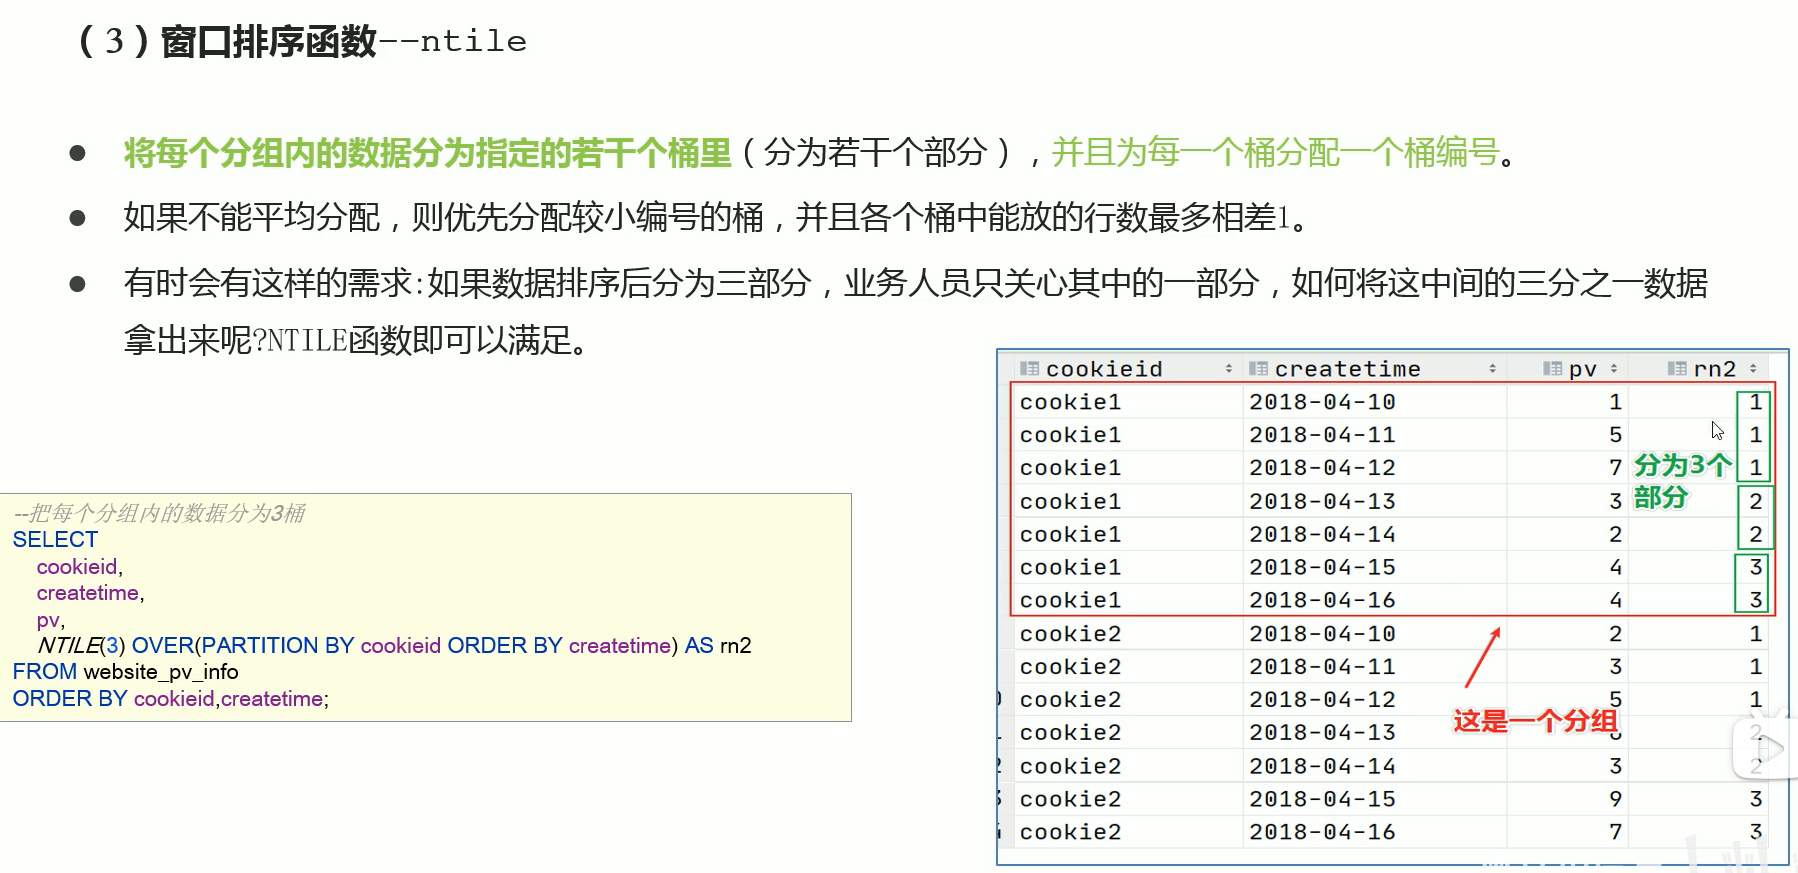 （3）窗口排序函数--ntile
● 将每个分组内的数据分为指定的若干个桶里（分为若干个部分），并且为每一个桶分配一个桶编号。
● 如果不能平均分配，则优先分配较小编号的桶，并且各个桶中能放的行数最多相差1。
● 有时会有这样的需求:如果数据排序后分为三部分，业务人员只关心其中的一部分，如何将这中间的三分之一数据
拿出来呢?NTILE函数即可以满足。
--把每个分组内的数据分为3桶
SELECT
cookieid,
createtime,
pv,
NTILE(3) OVER(PARTITION BY cookieid ORDER BY createtime) AS rn2
FROM website_pv_info
ORDER BY cookieid,createtime;
cookieid createtime pv rn2
cookie1 2018-04-10 1 1
cookie1 2018-04-11 5 1
cookie1 2018-04-12 7 1
cookie1 2018-04-13 3 2
cookie1 2018-04-14 2 2
cookie1 2018-04-15 4 3
cookie1 2018-04-16 4 3
cookie2 2018-04-10 2 1
cookie2 2018-04-11 3 1
cookie2 2018-04-12 5 1
cookie2 2018-04-13 2
cookie2 2018-04-14 3 2
cookie2 2018-04-15 9 3
cookie2 2018-04-16 7 3
分为3个
部分
这是一个分组